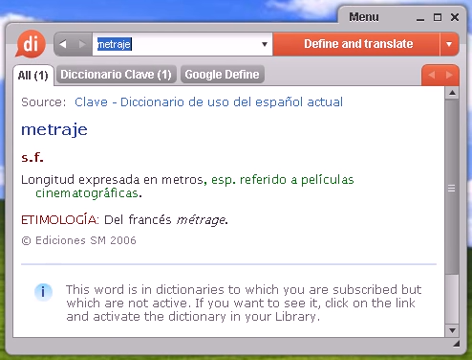 Menu
di
metraje
Define and translate
All (1)
Diccionario Clave (1)
Google Define
Source: Clave - Diccionario de uso del español actual
metraje
s.f.
Longitud expresada en metros, esp. referido a películas
cinematográficas.
ETIMOLOGÍA: Del francés métrage.
© Ediciones SM 2006
i
This word is in dictionaries to which you are subscribed but
which are not active. If you want to see it, click on the link
and activate the dictionary in your Library.